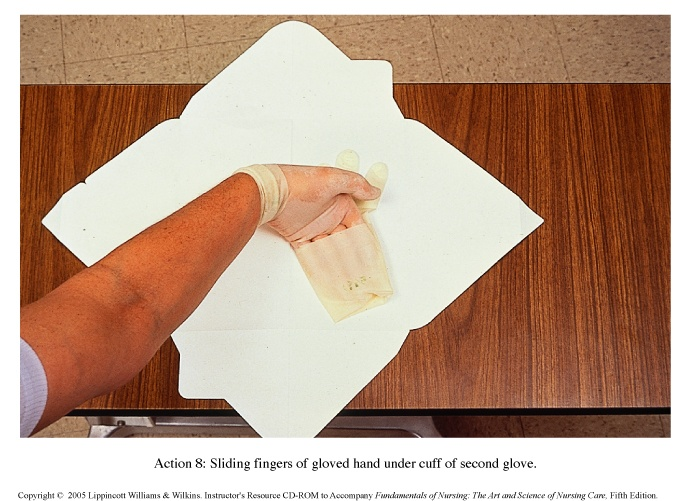 Action 8: Sliding fingers of gloved hand under cuff of second glove.
Copyright © 2005 Lippincott Williams & Wilkins. Instructor's Resource CD-ROM to Accompany Fundamentals of Nursing: The Art and Science of Nursing Care, Fifth Edition.